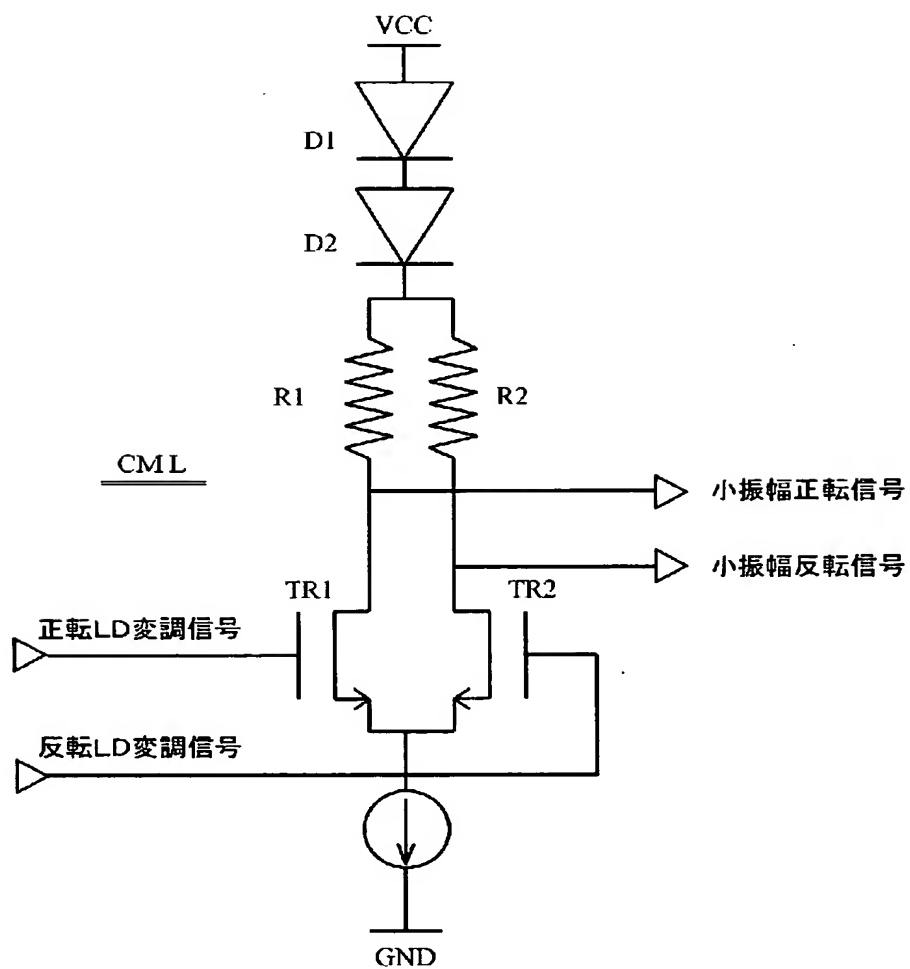 VCC
D1
D2
R1
R2
CML
小振幅正転信号
小振幅反転信号
TR1
TR2
正転LD変調信号
反転LD変調信号
GND